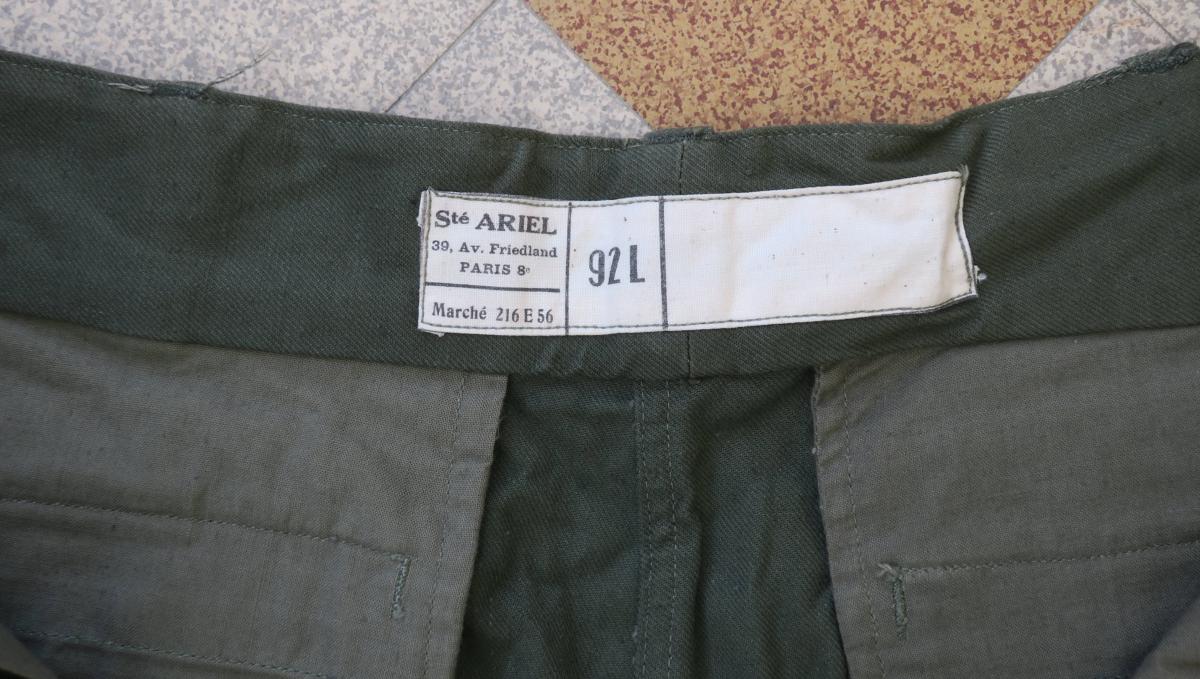 Sté ARIEL
39, Av. Friedland
PARIS 8e
Marché 216 E 56
92 L